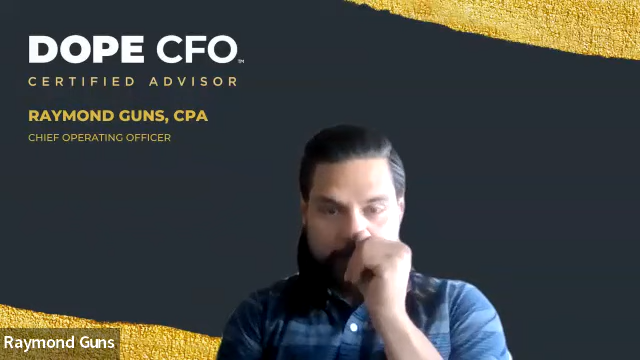 DOPE CFO™
CERTIFIED ADVISOR
RAYMOND GUNS, CPA
CHIEF OPERATING OFFICER
Raymond Guns